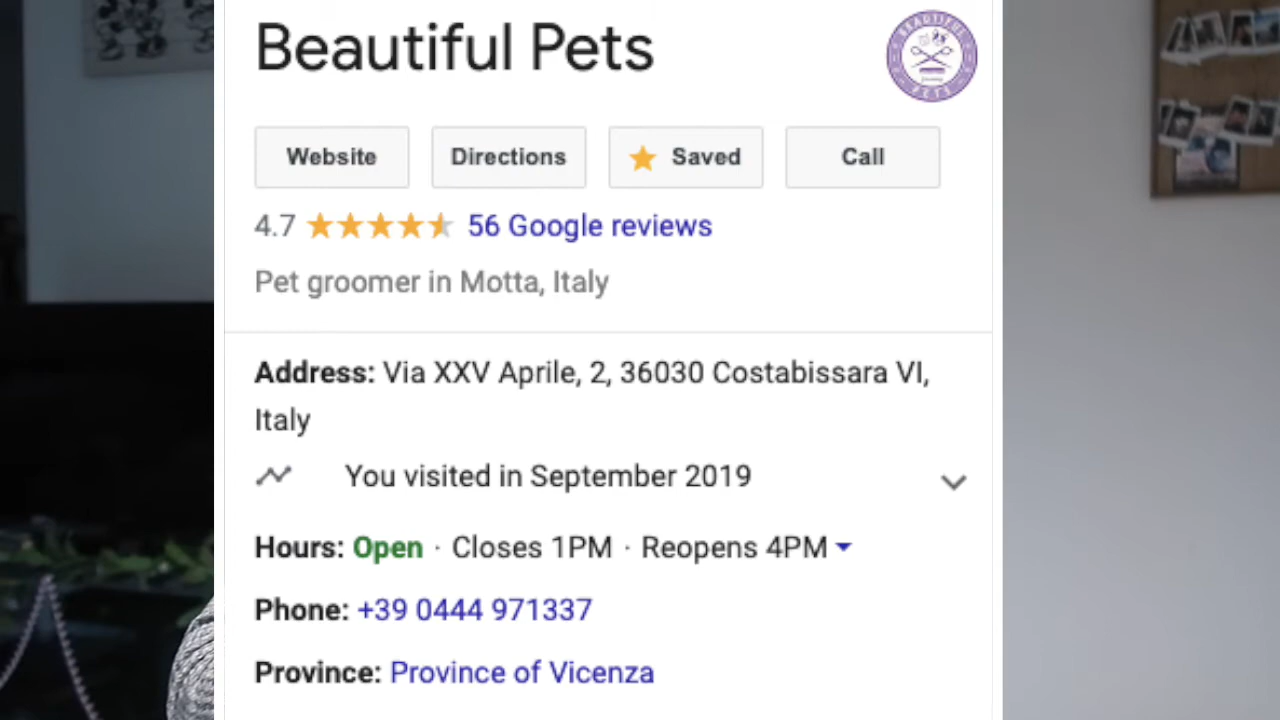 Beautiful Pets
BEAUTIFUL
PETS
Website
Directions
Saved
Call
4.7 56 Google reviews
Pet groomer in Motta, Italy
Address: Via XXV Aprile, 2, 36030 Costabissara VI,
Italy
You visited in September 2019
Hours: Open · Closes 1PM · Reopens 4PM
Phone: +39 0444 971337
Province: Province of Vicenza